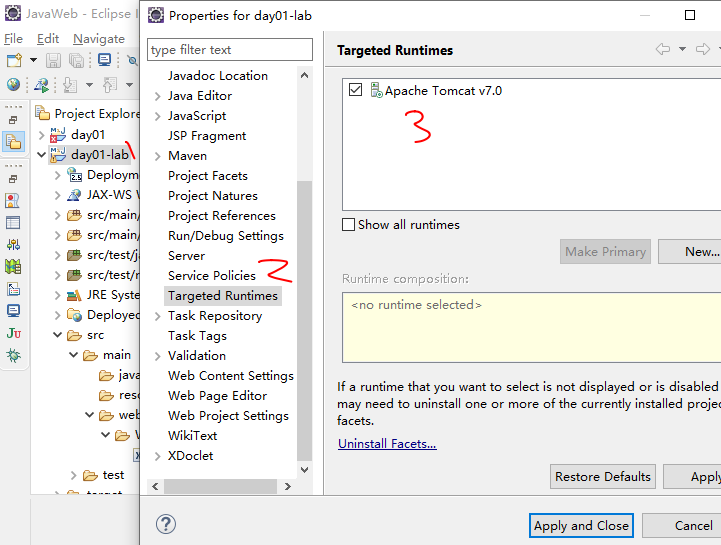 JavaWeb - Eclipse I
File Edit Navigate
Project Explore
day01
day01-lab
Deploym
2.5
JAX-WS
src/main/
src/main/
src/test/ja
src/test/r
JRE Syste
Deployed
src
main
java
reso
web
W
test
target
Ju
Properties for day01-lab
type filter text
Javadoc Location
Java Editor
JavaScript
JSP Fragment
Maven
Project Facets
Project Natures
Project References
Run/Debug Settings
Server
Service Policies
Targeted Runtimes
Task Repository
Task Tags
Validation
Web Content Settings
Web Page Editor
Web Project Settings
WikiText
XDoclet
1
2
Targeted Runtimes
Apache Tomcat v7.0
3
Show all runtimes
Make Primary New...
Runtime composition:
<no runtime selected>
If a runtime that you want to select is not displayed or is disabled
may need to uninstall one or more of the currently installed projec
facets.
Uninstall Facets...
Restore Defaults Apply
?
Apply and Close Cancel